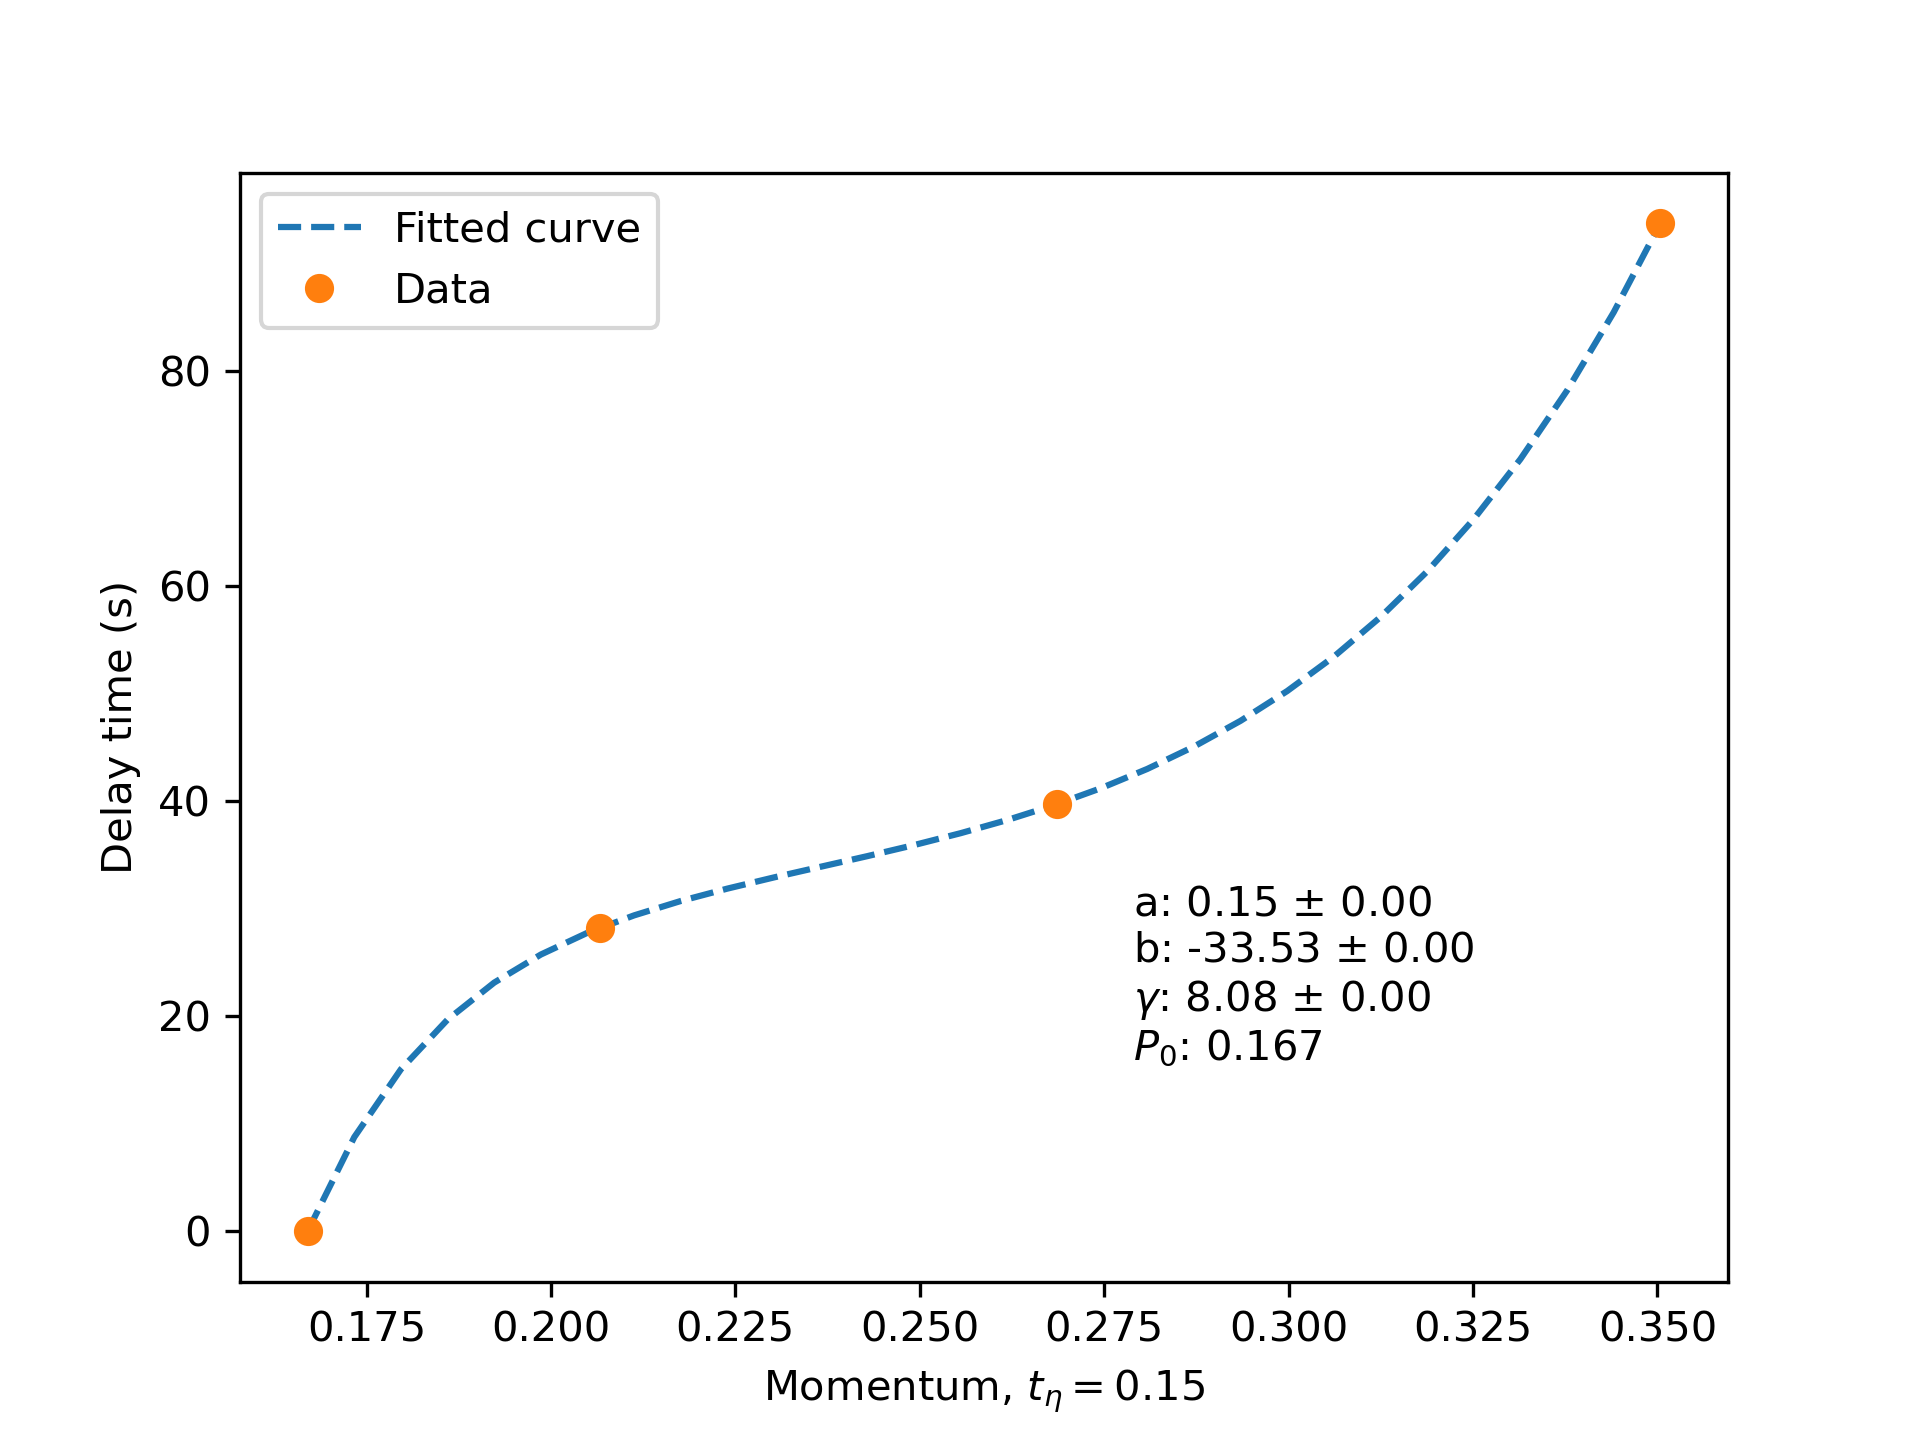 Fitted curve
Data
80
60
40
20
0
Delay time (s)
a: 0.15 ± 0.00
b: -33.53 ± 0.00
γ: 8.08 ± 0.00
P₀: 0.167
0.175 0.200 0.225 0.250 0.275 0.300 0.325 0.350
Momentum, tη = 0.15